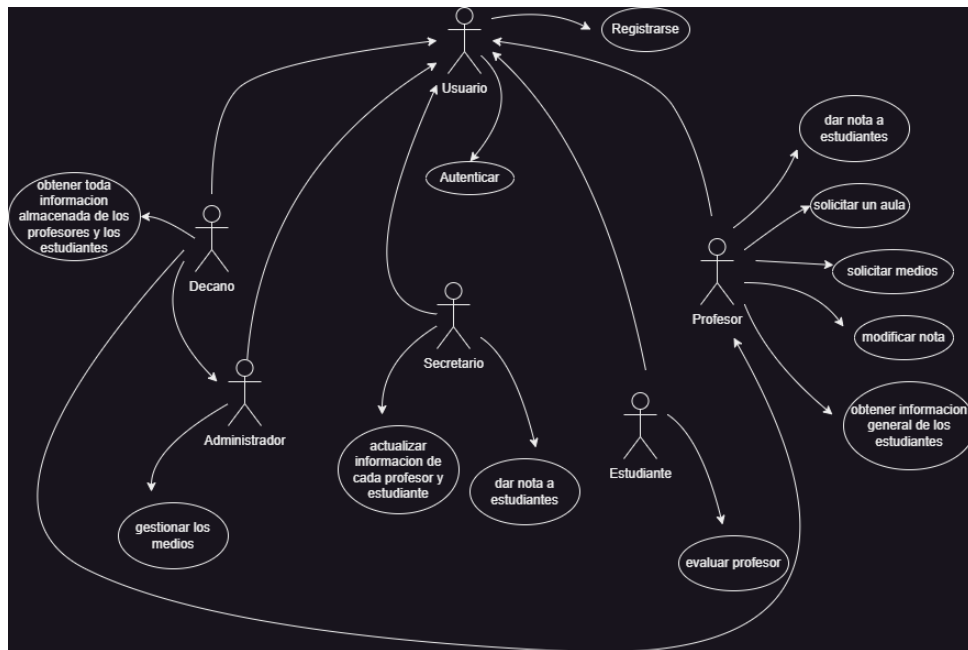 Registrarse
Usuario
dar nota a
estudiantes
Autenticar
obtener toda
informacion
almacenada de los
profesores y los
estudiantes
solicitar un aula
Decano
solicitar medios
Profesor
modificar nota
Secretario
Administrador
obtener informacion
general de los
estudiantes
actualizar
informacion de
cada profesor y
estudiante
Estudiante
dar nota a
estudiantes
gestionar los
medios
evaluar profesor